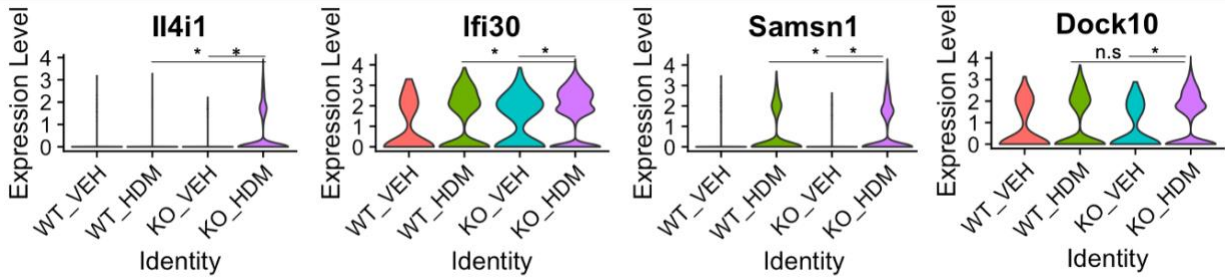 Il4i1
Expression Level
4
3
2
1
0
* *
WT_VEH
WT_HDM
KO_VEH
KO_HDM
Identity
Ifi30
Expression Level
4
3
2
1
0
* *
WT_VEH
WT_HDM
KO_VEH
KO_HDM
Identity
Samsn1
Expression Level
4
3
2
1
0
* *
WT_VEH
WT_HDM
KO_VEH
KO_HDM
Identity
Dock10
Expression Level
4
3
2
1
0
n.s *
WT_VEH
WT_HDM
KO_VEH
KO_HDM
Identity